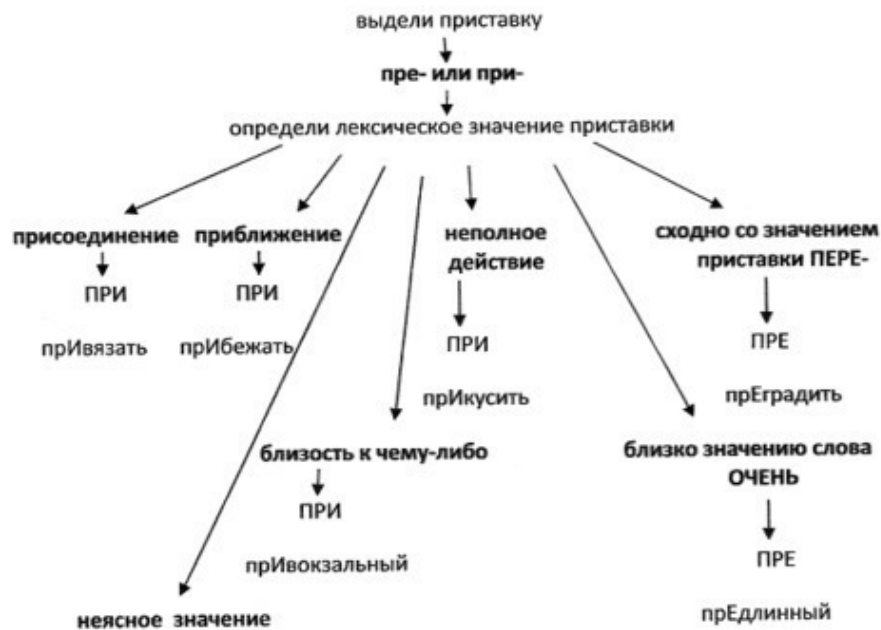 выдели приставку
пре- или при-
определи лексическое значение приставки
присоединение
ПРИ
прИвязать
приближение
ПРИ
прИбежать
неполное
действие
ПРИ
прИкусить
сходно со значением
приставки ПЕРЕ-
ПРЕ
прЕградить
близость к чему-либо
ПРИ
прИвокзальный
близко значению слова
ОЧЕНЬ
ПРЕ
прЕдлинный
неясное значение